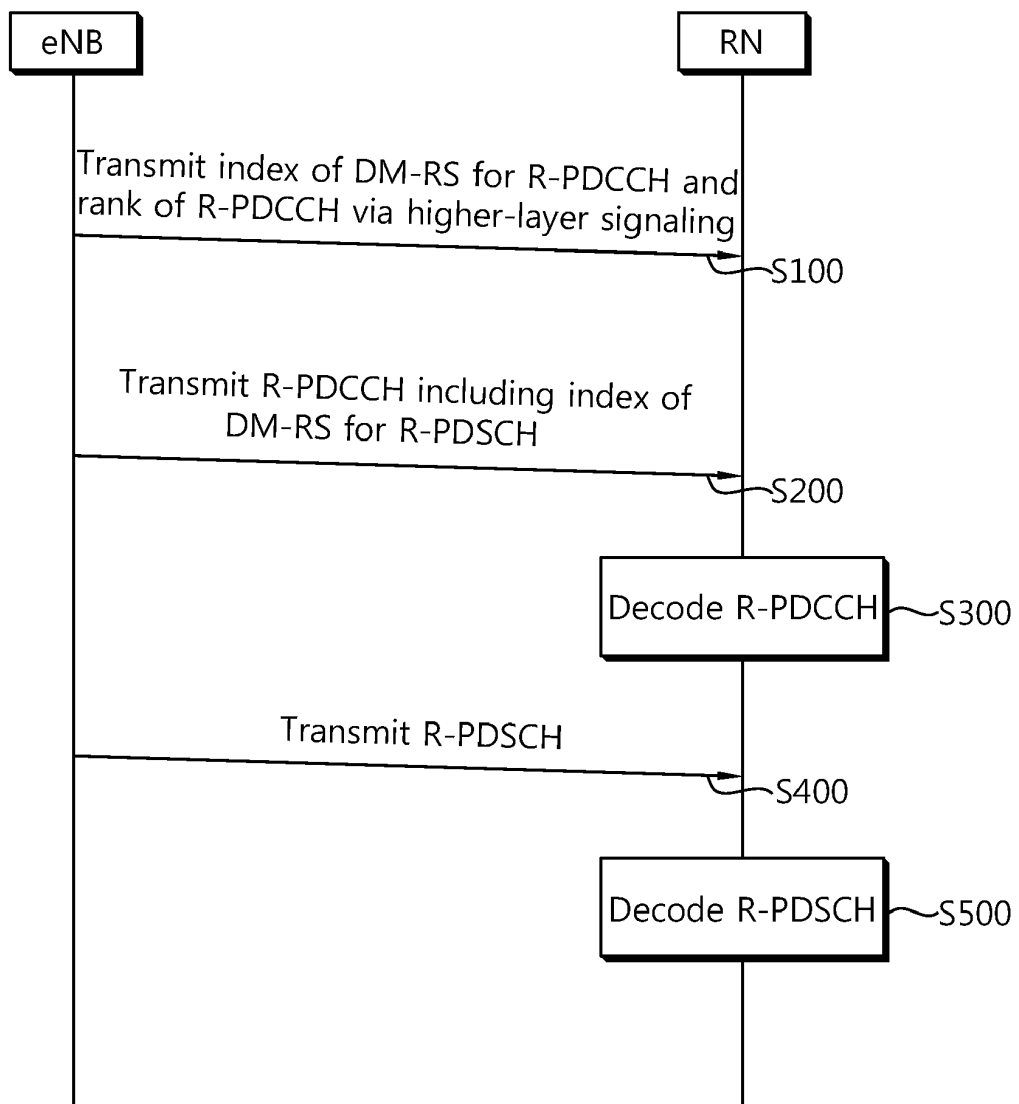 eNB
RN
Transmit index of DM-RS for R-PDCCH and
rank of R-PDCCH via higher-layer signaling
S100
Transmit R-PDCCH including index of
DM-RS for R-PDSCH
S200
Decode R-PDCCH
S300
Transmit R-PDSCH
S400
Decode R-PDSCH
S500